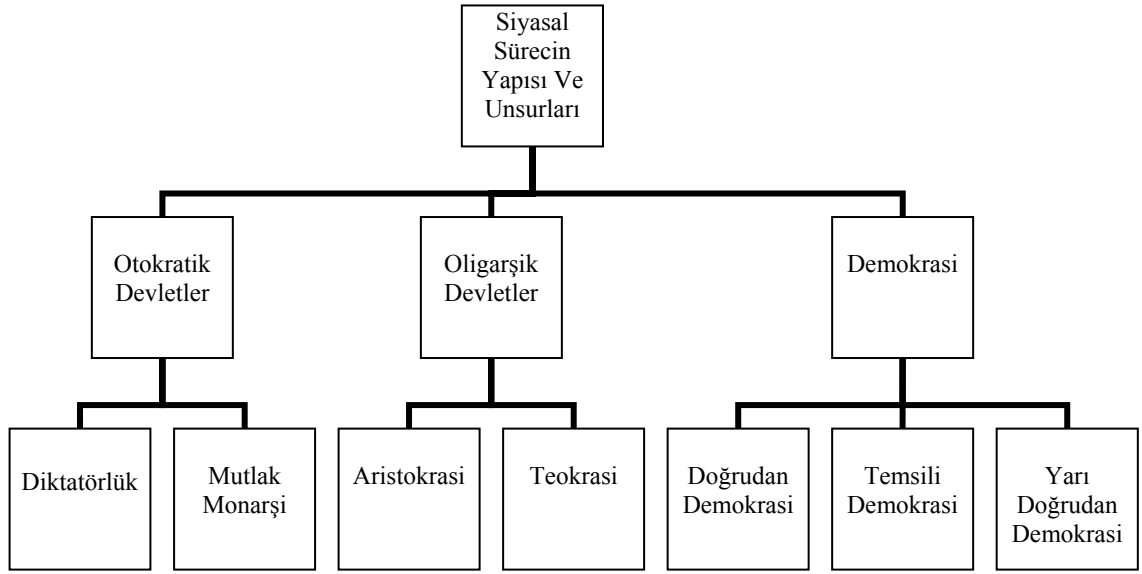 Siyasal
Sürecin
Yapısı Ve
Unsurları
Otokratik
Devletler
Oligarşik
Devletler
Demokrasi
Diktatörlük
Mutlak
Monarşi
Aristokrasi
Teokrasi
Doğrudan
Demokrasi
Temsili
Demokrasi
Yarı
Doğrudan
Demokrasi